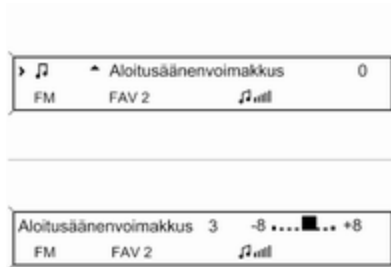 Aloitusäänenvoimakkus 0
FM FAV 2
Aloitusäänenvoimakkus 3 -8 +8
FM FAV 2